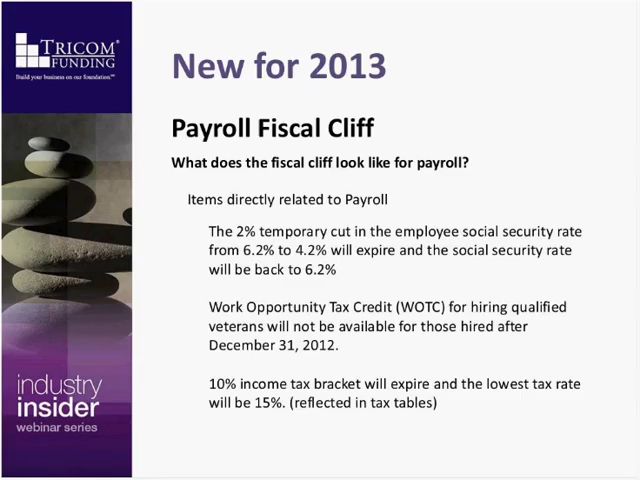 TRICOM®
FUNDING
Build your business on our foundation.℠
New for 2013
Payroll Fiscal Cliff
What does the fiscal cliff look like for payroll?
Items directly related to Payroll
The 2% temporary cut in the employee social security rate
from 6.2% to 4.2% will expire and the social security rate
will be back to 6.2%
Work Opportunity Tax Credit (WOTC) for hiring qualified
veterans will not be available for those hired after
December 31, 2012.
10% income tax bracket will expire and the lowest tax rate
will be 15%. (reflected in tax tables)
industry
insider
webinar series